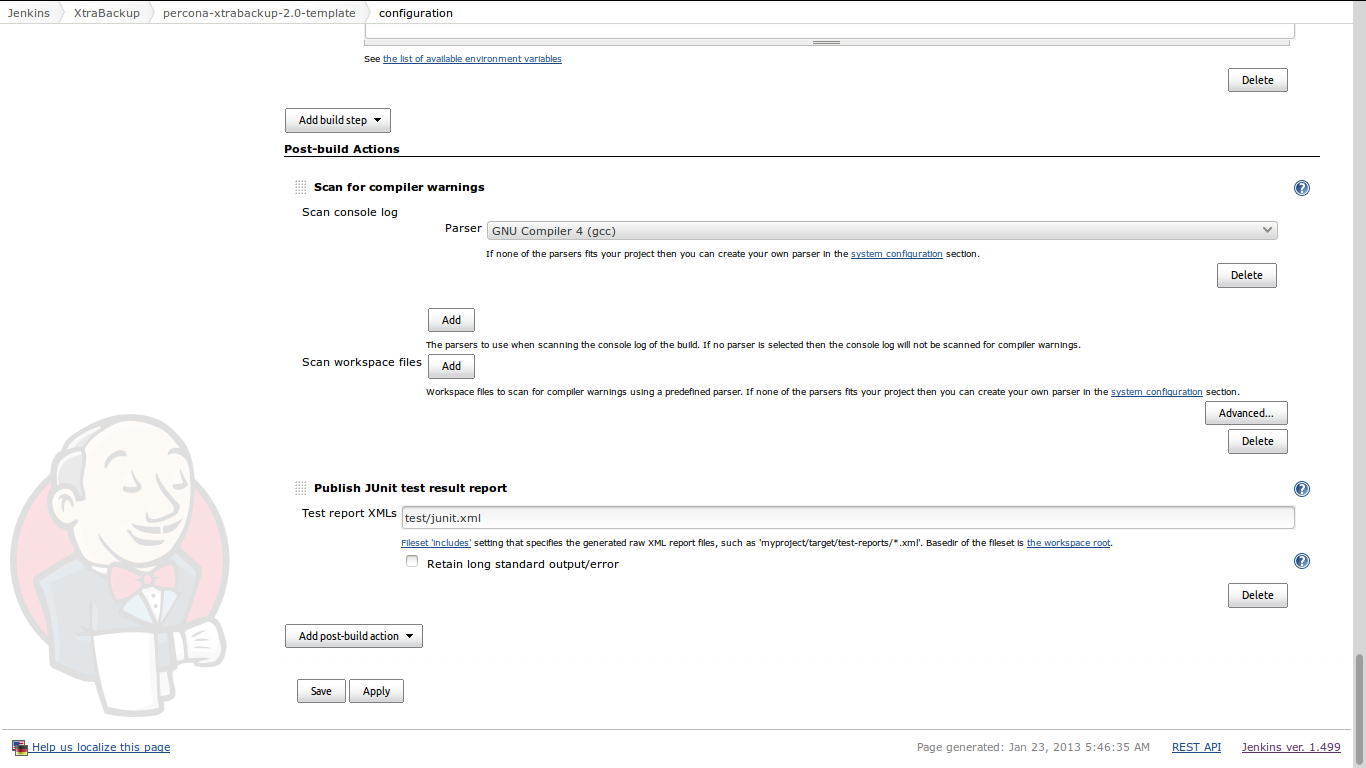 Jenkins XtraBackup percona-xtrabackup-2.0-template configuration
See the list of available environment variables
Delete
Add build step
Post-build Actions
Scan for compiler warnings
Scan console log
Parser GNU Compiler 4 (gcc)
If none of the parsers fits your project then you can create your own parser in the system configuration section.
Delete
Add
The parsers to use when scanning the console log of the build. If no parser is selected then the console log will not be scanned for compiler warnings.
Scan workspace files Add
Workspace files to scan for compiler warnings using a predefined parser. If none of the parsers fits your project then you can create your own parser in the system configuration section.
Advanced...
Delete
Publish JUnit test result report
Test report XMLs test/junit.xml
Fileset 'includes' setting that specifies the generated raw XML report files, such as 'myproject/target/test-reports/*.xml'. Basedir of the fileset is the workspace root.
Retain long standard output/error
Delete
Add post-build action
Save Apply
Help us localize this page Page generated: Jan 23, 2013 5:46:35 AM REST API Jenkins ver. 1.499